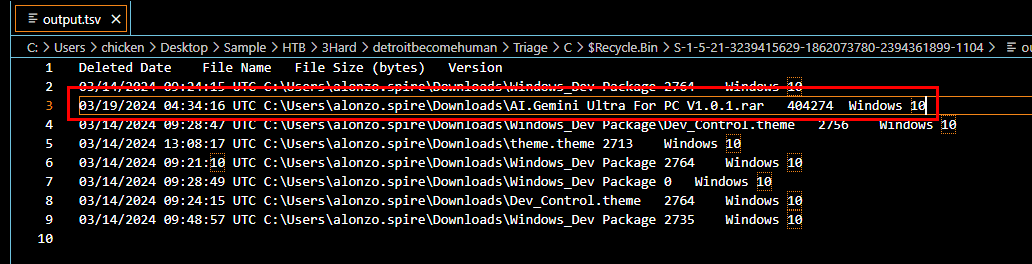 output.tsv
C: > Users > chicken > Desktop > Sample > HTB > 3Hard > detroitbecomehuman > Triage > C > $Recycle.Bin > S-1-5-21-3239415629-1862073780-2394361899-1104 > ou
1 Deleted Date File Name File Size (bytes) Version
2 03/14/2024 09:24:15 UTC C:\Users\alonzo.spire\Downloads\Windows_Dev Package 2764 Windows 10
3 03/19/2024 04:34:16 UTC C:\Users\alonzo.spire\Downloads\AI.Gemini Ultra For PC V1.0.1.rar 404274 Windows 10
4 03/14/2024 09:28:47 UTC C:\Users\alonzo.spire\Downloads\Windows_Dev Package\Dev_Control.theme 2756 Windows 10
5 03/14/2024 13:08:17 UTC C:\Users\alonzo.spire\Downloads\theme.theme 2713 Windows 10
6 03/14/2024 09:21:10 UTC C:\Users\alonzo.spire\Downloads\Windows_Dev Package 2764 Windows 10
7 03/14/2024 09:28:49 UTC C:\Users\alonzo.spire\Downloads\Windows_Dev Package 0 Windows 10
8 03/14/2024 09:24:15 UTC C:\Users\alonzo.spire\Downloads\Dev_Control.theme 2764 Windows 10
9 03/14/2024 09:48:57 UTC C:\Users\alonzo.spire\Downloads\Windows_Dev Package 2735 Windows 10
10